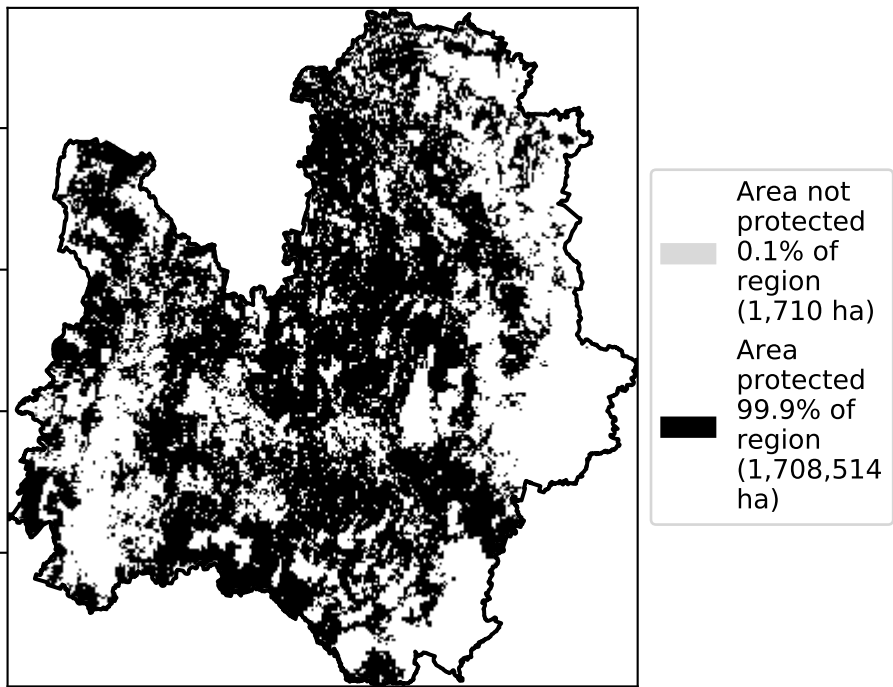 Area not
protected
0.1% of
region
(1,710 ha)
Area
protected
99.9% of
region
(1,708,514
ha)